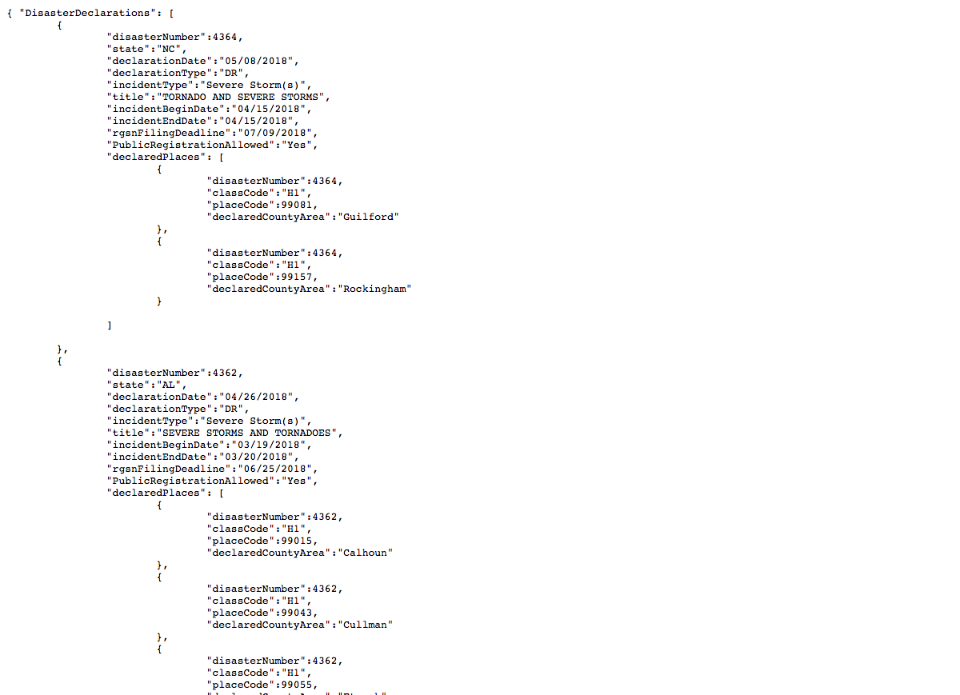 { "DisasterDeclarations": [
{
"disasterNumber":4364,
"state":"NC",
"declarationDate":"05/08/2018",
"declarationType":"DR",
"incidentType":"Severe Storm(s)",
"title":"TORNADO AND SEVERE STORMS",
"incidentBeginDate":"04/15/2018",
"incidentEndDate":"04/15/2018",
"rgsnFilingDeadline":"07/09/2018",
"PublicRegistrationAllowed":"Yes",
"declaredPlaces": [
{
"disasterNumber":4364,
"classCode":"H1",
"placeCode":99081,
"declaredCountyArea":"Guilford"
},
{
"disasterNumber":4364,
"classCode":"H1",
"placeCode":99157,
"declaredCountyArea":"Rockingham"
}
]
},
{
"disasterNumber":4362,
"state":"AL",
"declarationDate":"04/26/2018",
"declarationType":"DR",
"incidentType":"Severe Storm(s)",
"title":"SEVERE STORMS AND TORNADOES",
"incidentBeginDate":"03/19/2018",
"incidentEndDate":"03/20/2018",
"rgsnFilingDeadline":"06/25/2018",
"PublicRegistrationAllowed":"Yes",
"declaredPlaces": [
{
"disasterNumber":4362,
"classCode":"H1",
"placeCode":99015,
"declaredCountyArea":"Calhoun"
},
{
"disasterNumber":4362,
"classCode":"H1",
"placeCode":99043,
"declaredCountyArea":"Cullman"
},
{
"disasterNumber":4362,
"classCode":"H1",
"placeCode":99055,